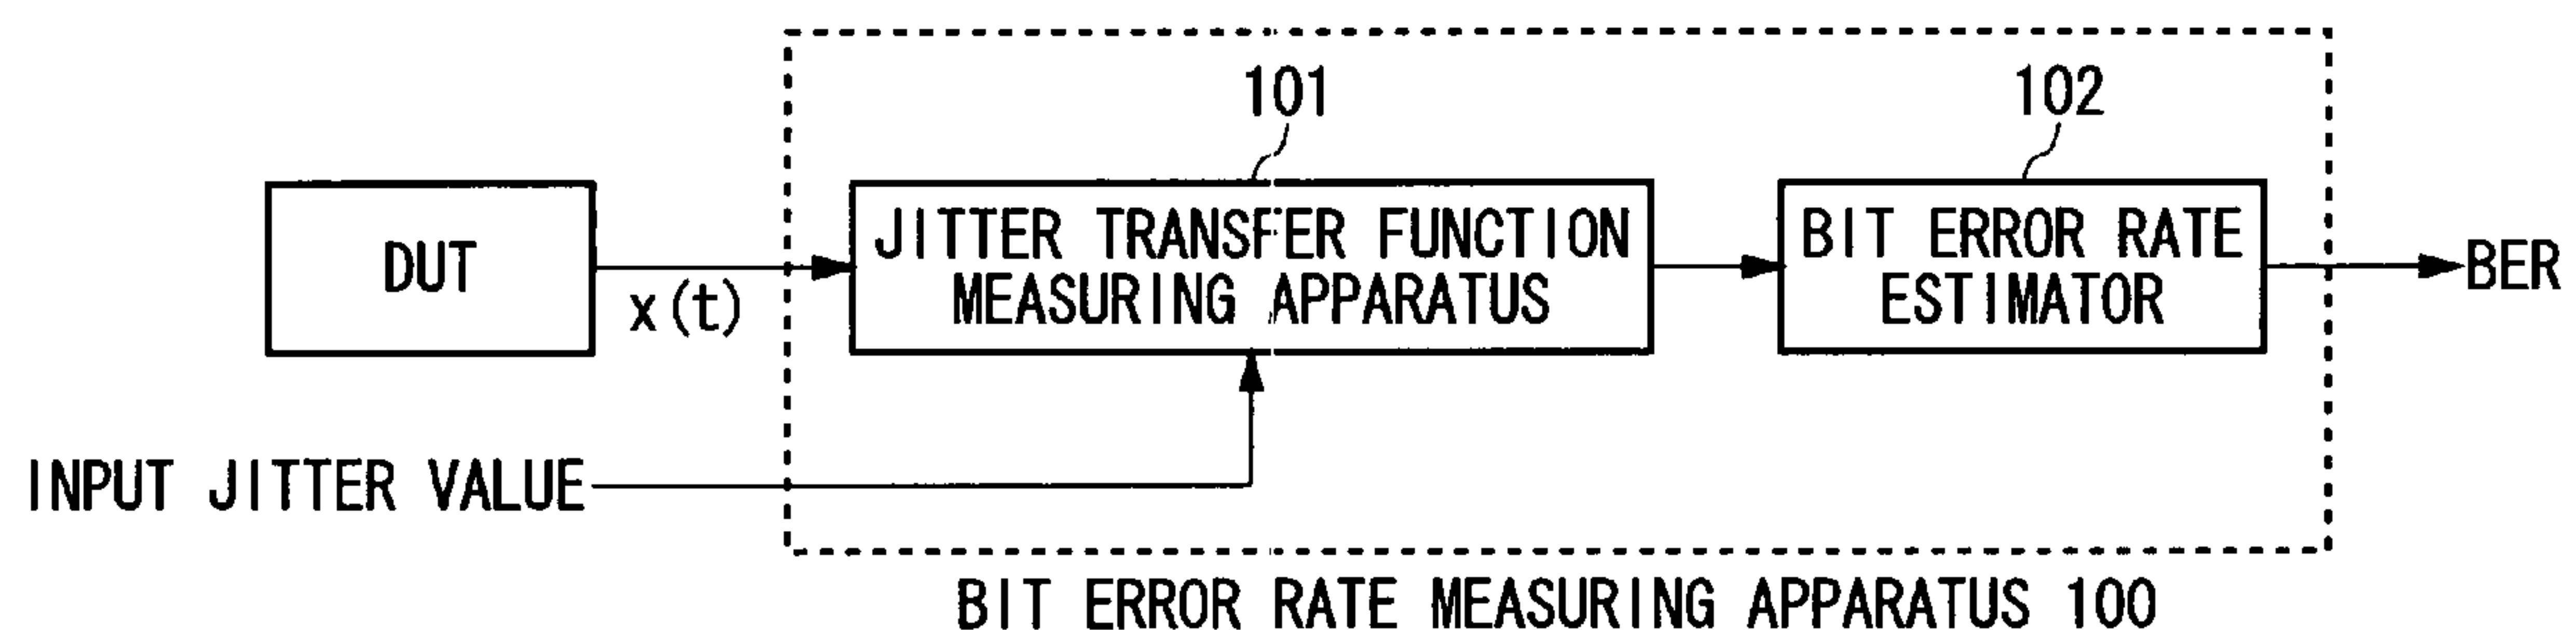 101
102
DUT
x(t)
JITTER TRANSFER FUNCTION
MEASURING APPARATUS
BIT ERROR RATE
ESTIMATOR
BER
INPUT JITTER VALUE
BIT ERROR RATE MEASURING APPARATUS 100